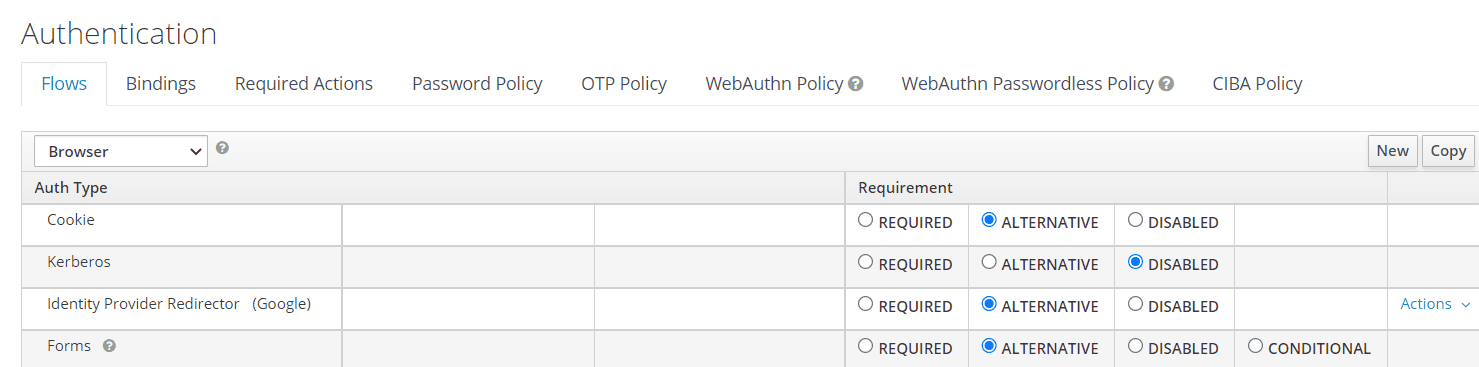 Authentication
Flows Bindings Required Actions Password Policy OTP Policy WebAuthn Policy ? WebAuthn Passwordless Policy ? CIBA Policy
Browser ? New Copy
Auth Type Requirement
Cookie REQUIRED ALTERNATIVE DISABLED
Kerberos REQUIRED ALTERNATIVE DISABLED
Identity Provider Redirector (Google) REQUIRED ALTERNATIVE DISABLED Actions
Forms ? REQUIRED ALTERNATIVE DISABLED CONDITIONAL